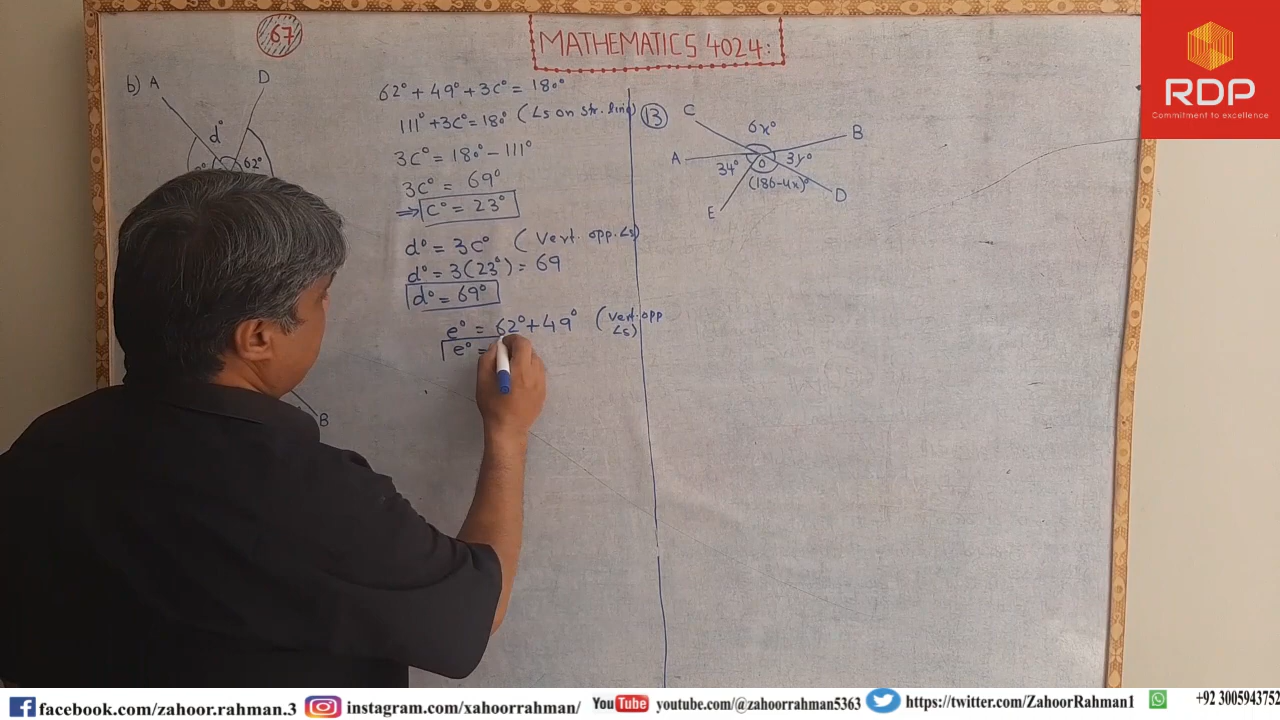 67
MATHEMATICS 4024:
RDP
Commitment to excellence
b)
A
D
d°
62°
B
62° + 49° + 3c° = 180°
111° + 3c° = 180° (∠s on str. line)
3c° = 180° - 111°
3c° = 69°
⇒ c° = 23°
d° = 3c° (Vert. opp. ∠s)
d° = 3(23°) = 69
d° = 69°
e° = 62° + 49° (Vert. opp
∠s)
e° =
13
C
6x°
B
A
34°
O
3y°
(186-4x)°
D
E
facebook.com/zahoor.rahman.3
instagram.com/xahoorrahman/
YouTube youtube.com/@zahoorrahman5363
https://twitter.com/ZahoorRahman1
+92 3005943752